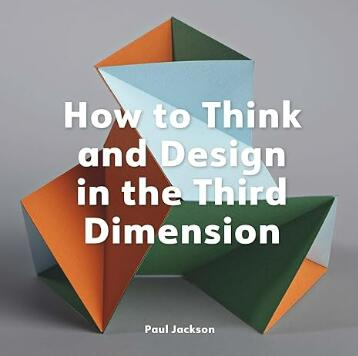 How to Think
and Design
in the Third
Dimension
Paul Jackson